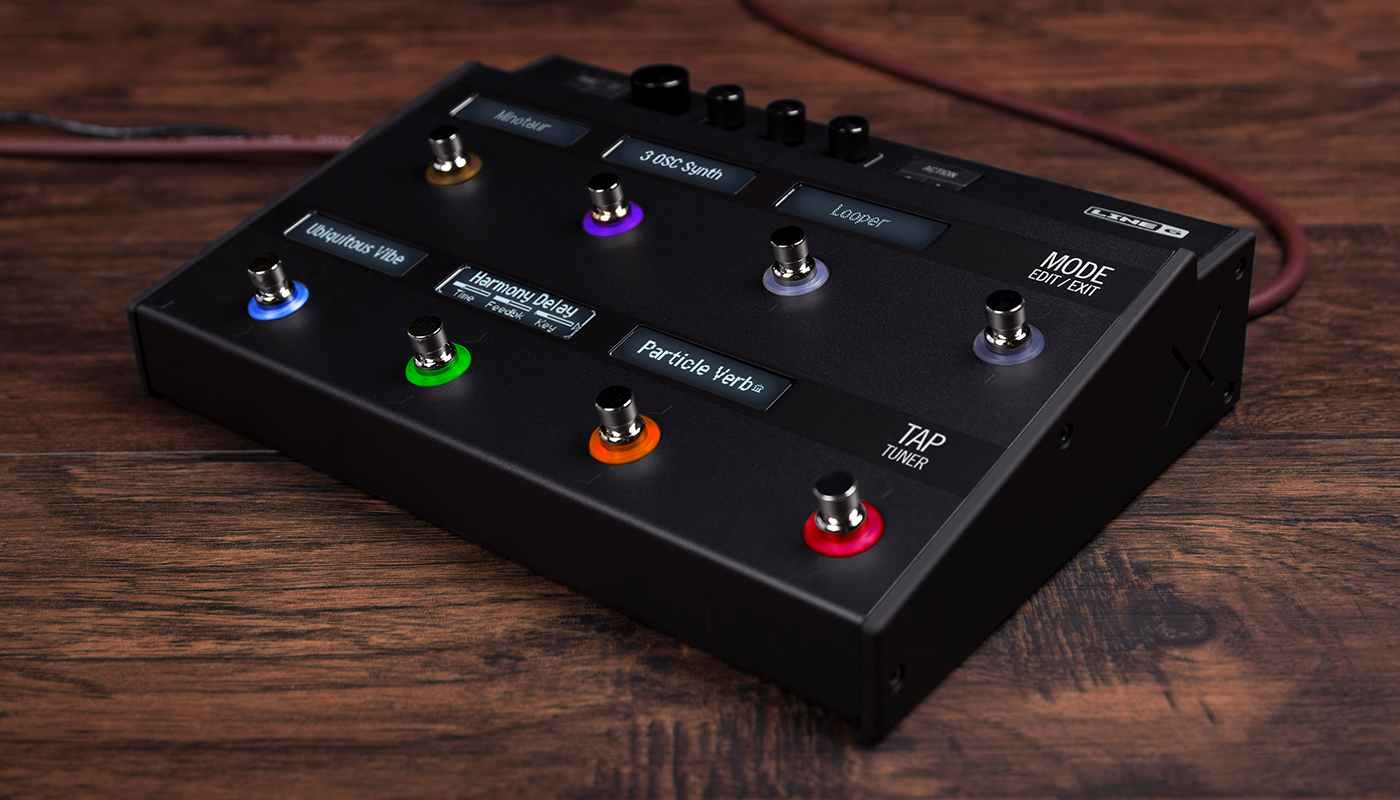 Minotaur
3 OSC Synth
ACTION
Looper
LINE 6
MODE
EDIT / EXIT
Ubiquitous Vibe
Harmony Delay
Time Feedbk Key
Particle Verb
TAP
TUNER